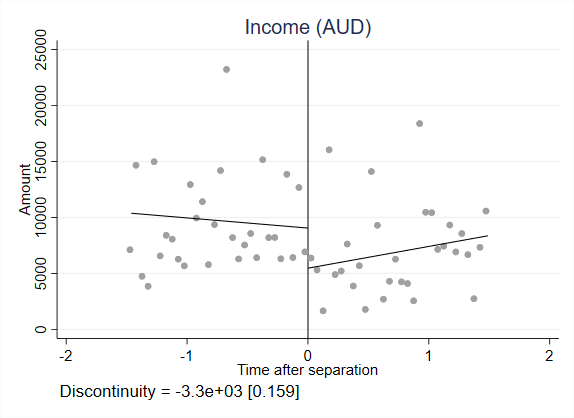 Income (AUD)
Amount
25000
20000
15000
10000
5000
0
-2
-1
0
1
2
Time after separation
Discontinuity = -3.3e+03 [0.159]